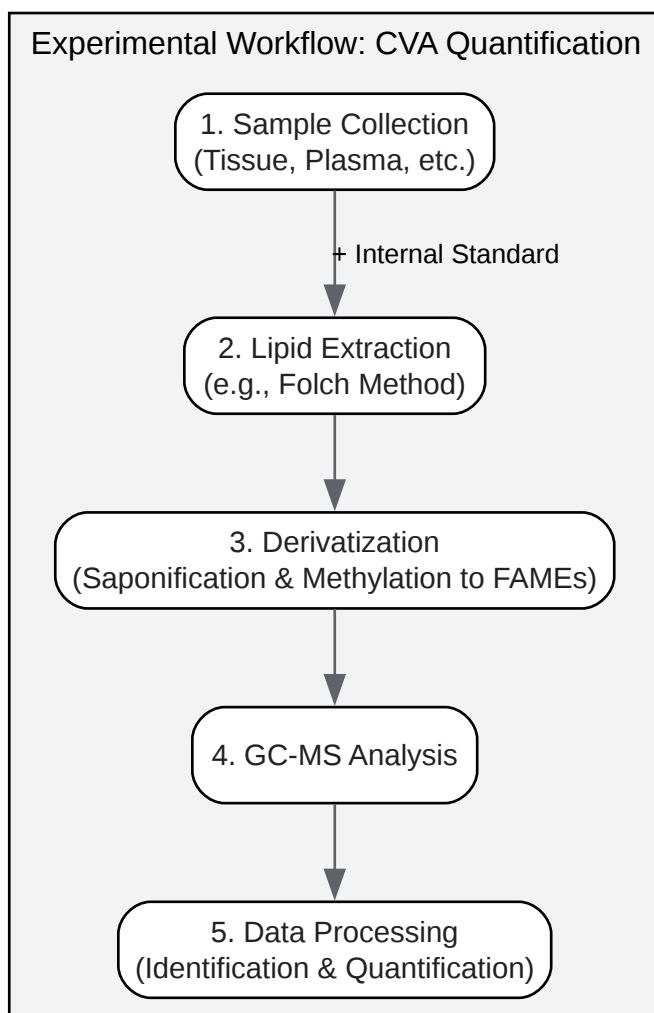 Experimental Workflow: CVA Quantification
1. Sample Collection
(Tissue, Plasma, etc.)
+ Internal Standard
2. Lipid Extraction
(e.g., Folch Method)
3. Derivatization
(Saponification & Methylation to FAMEs)
4. GC-MS Analysis
5. Data Processing
(Identification & Quantification)